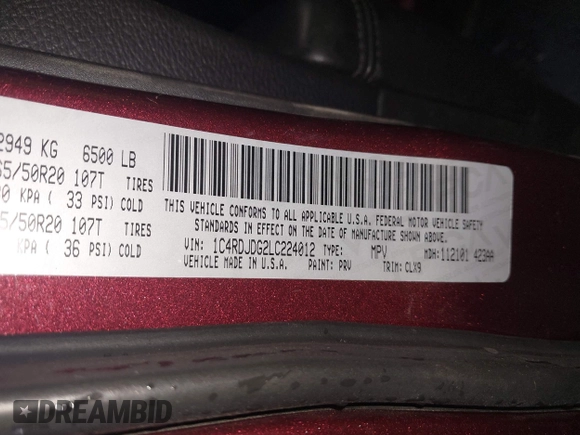 2949 KG 6500 LB
65/50R20 107T TIRES
KPA ( 33 PSI) COLD
5/50R20 107T TIRES
KPA ( 36 PSI) COLD
THIS VEHICLE CONFORMS TO ALL APPLICABLE U.S.A. FEDERAL MOTOR VEHICLE SAFETY
STANDARDS IN EFFECT ON THE DATE OF MANUFACTURE SHOWN ABOVE.
VIN: 1C4RDJDG2LC224012 TYPE: MPV MDH: 112101 423AA
VEHICLE MADE IN U.S.A. PAINT: PRV TRIM: CLX9
DREAMBID